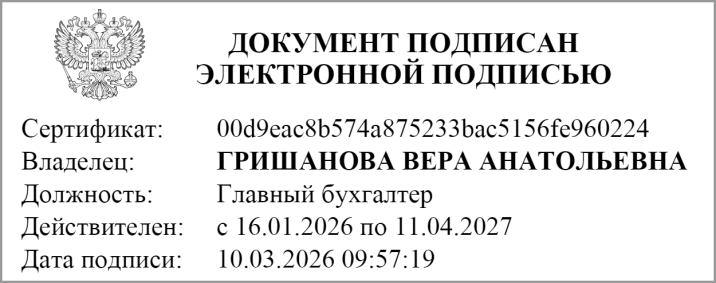 ДОКУМЕНТ ПОДПИСАН
ЭЛЕКТРОННОЙ ПОДПИСЬЮ
Сертификат: 00d9eac8b574a875233bac5156fe960224
Владелец: ГРИШАНОВА ВЕРА АНАТОЛЬЕВНА
Должность: Главный бухгалтер
Действителен: с 16.01.2026 по 11.04.2027
Дата подписи: 10.03.2026 09:57:19